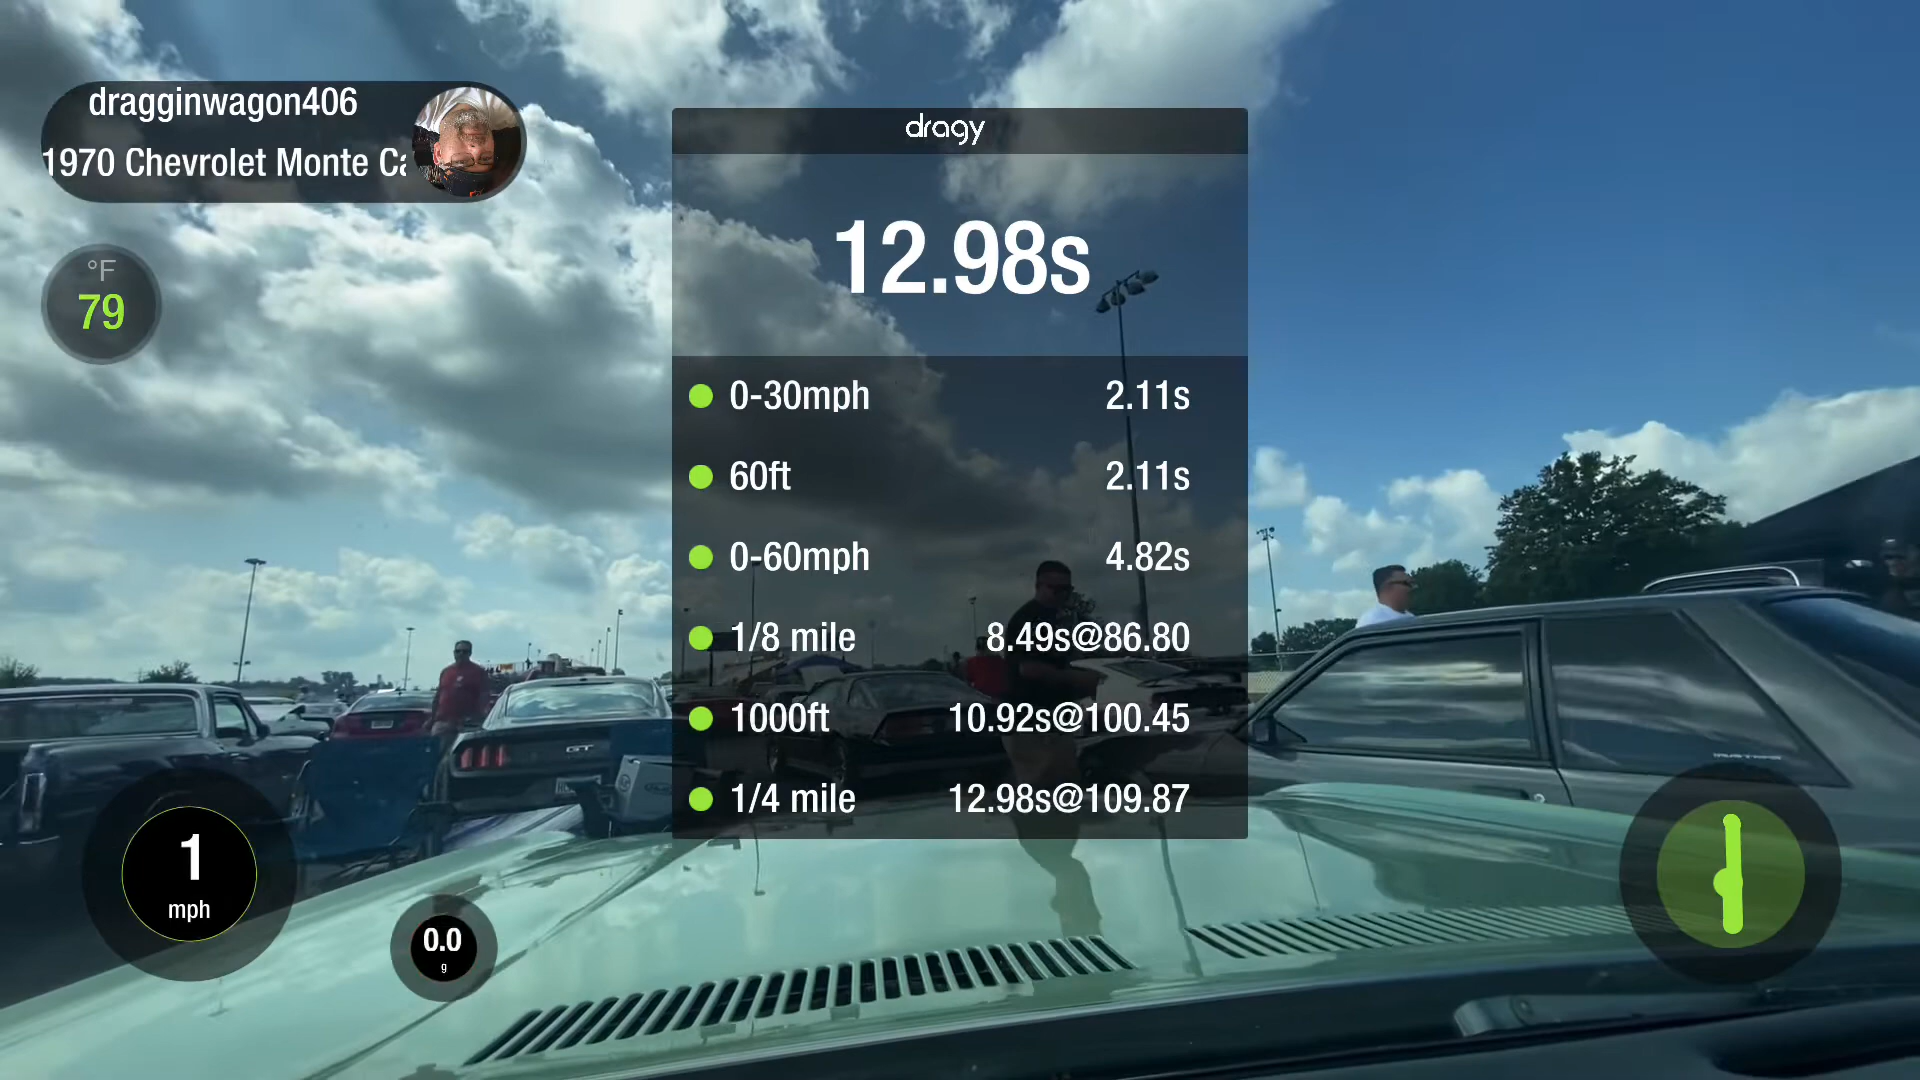 dragginwagon406
1970 Chevrolet Monte Ca
dragy
°F
79
12.98s
0-30mph 2.11s
60ft 2.11s
0-60mph 4.82s
1/8 mile 8.49s@86.80
1000ft 10.92s@100.45
1/4 mile 12.98s@109.87
GT
MUSTANG
1
mph
0.0
g